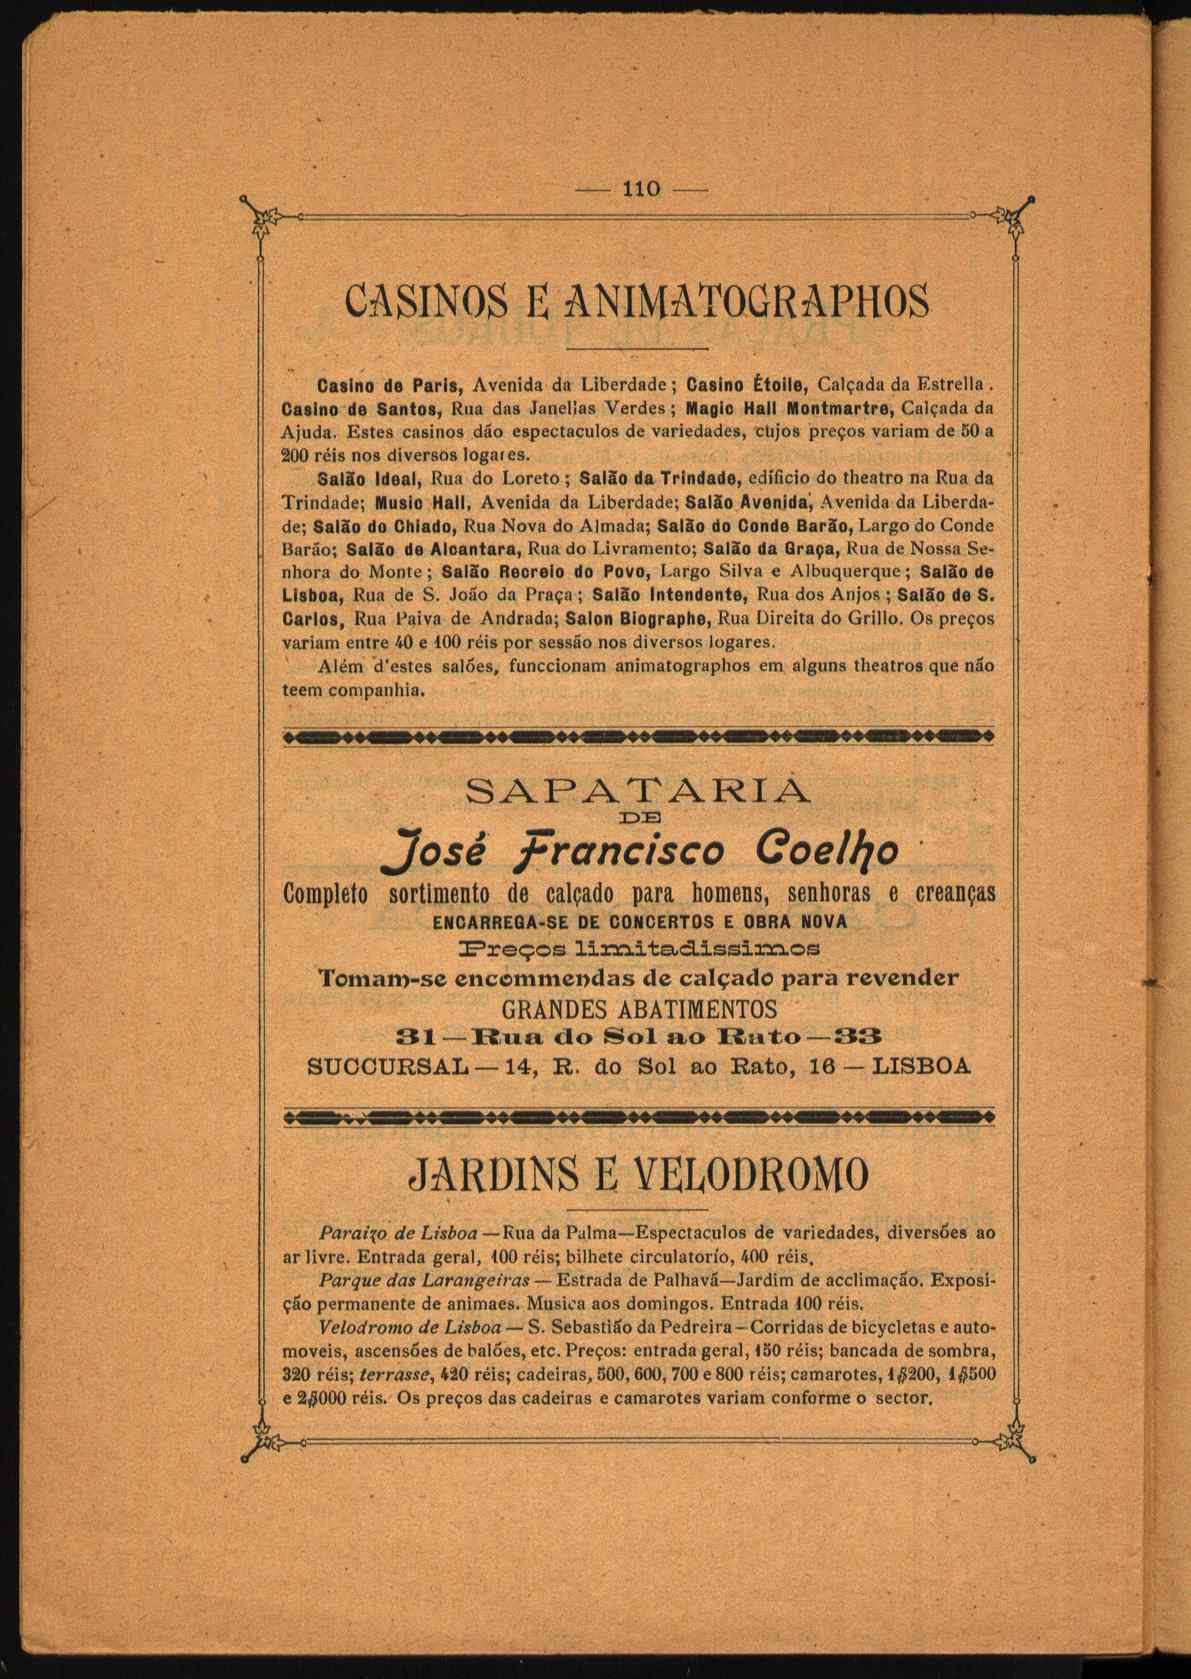 — 110 —
CASINOS E ANIMATOGRAPHOS
Casino de Paris, Avenida da Liberdade; Casino Étoile, Calçada da Estrella.
Casino de Santos, Rua das Janellas Verdes; Magic Hall Montmartre, Calçada da
Ajuda. Estes casinos dão espectaculos de variedades, cujos preços variam de 50 a
200 réis nos diversos logares.
Salão Ideal, Rua do Loreto; Salão da Trindade, edificio do theatro na Rua da
Trindade; Music Hall, Avenida da Liberdade; Salão Avenida, Avenida da Liberda-
de; Salão do Chiado, Rua Nova do Almada; Salão do Conde Barão, Largo do Conde
Barão; Salão de Alcantara, Rua do Livramento; Salão da Graça, Rua de Nossa Se-
nhora do Monte; Salão Recreio do Povo, Largo Silva e Albuquerque; Salão de
Lisboa, Rua de S. João da Praça; Salão Intendente, Rua dos Anjos; Salão de S.
Carlos, Rua Paiva de Andrada; Salon Biographe, Rua Direita do Grillo. Os preços
variam entre 40 e 100 réis por sessão nos diversos logares.
Além d'estes salões, funccionam animatographos em alguns theatros que não
teem companhia.
SAPATARIA
DE
José Francisco Coelho
Completo sortimento de calçado para homens, senhoras e creanças
ENCARREGA-SE DE CONCERTOS E OBRA NOVA
Preços limitadissimos
Tomam-se encommendas de calçado para revender
GRANDES ABATIMENTOS
31—Rua do Sol ao Rato—33
SUCCURSAL — 14, R. do Sol ao Rato, 16 — LISBOA
JARDINS E VELODROMO
Paraizo de Lisboa—Rua da Palma—Espectaculos de variedades, diversões ao
ar livre. Entrada geral, 100 réis; bilhete circulatorio, 400 réis.
Parque das Larangeiras — Estrada de Palhavã—Jardim de acclimação. Exposi-
ção permanente de animaes. Musica aos domingos. Entrada 100 réis.
Velodromo de Lisboa — S. Sebastião da Pedreira—Corridas de bicycletas e auto-
moveis, ascensões de balões, etc. Preços: entrada geral, 150 réis; bancada de sombra,
320 réis; terrasse, 420 réis; cadeiras, 500, 600, 700 e 800 réis; camarotes, 1$200, 1$500
e 2$000 réis. Os preços das cadeiras e camarotes variam conforme o sector.